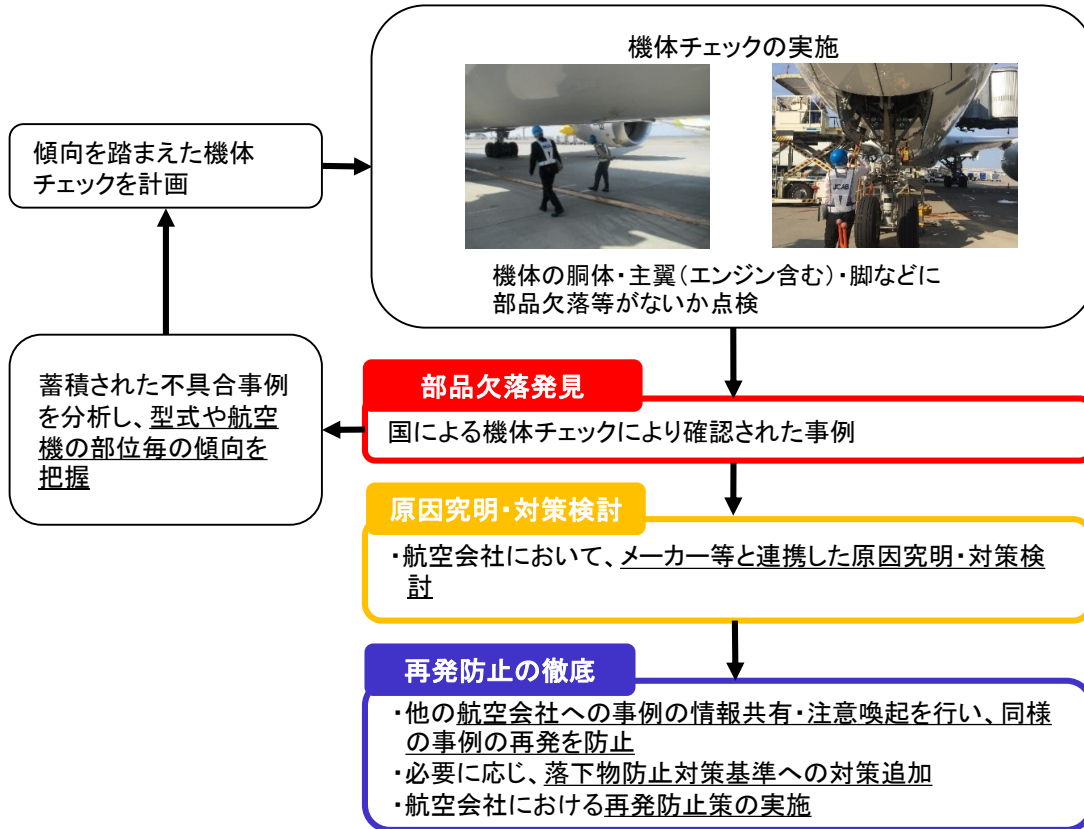 機体チェックの実施
JCAB
機体の胴体・主翼（エンジン含む）・脚などに
部品欠落等がないか点検
傾向を踏まえた機体
チェックを計画
部品欠落発見
国による機体チェックにより確認された事例
蓄積された不具合事例
を分析し、型式や航空
機の部位毎の傾向を
把握
原因究明・対策検討
・航空会社において、メーカー等と連携した原因究明・対策検
討
再発防止の徹底
・他の航空会社への事例の情報共有・注意喚起を行い、同様
の事例の再発を防止
・必要に応じ、落下物防止対策基準への対策追加
・航空会社における再発防止策の実施